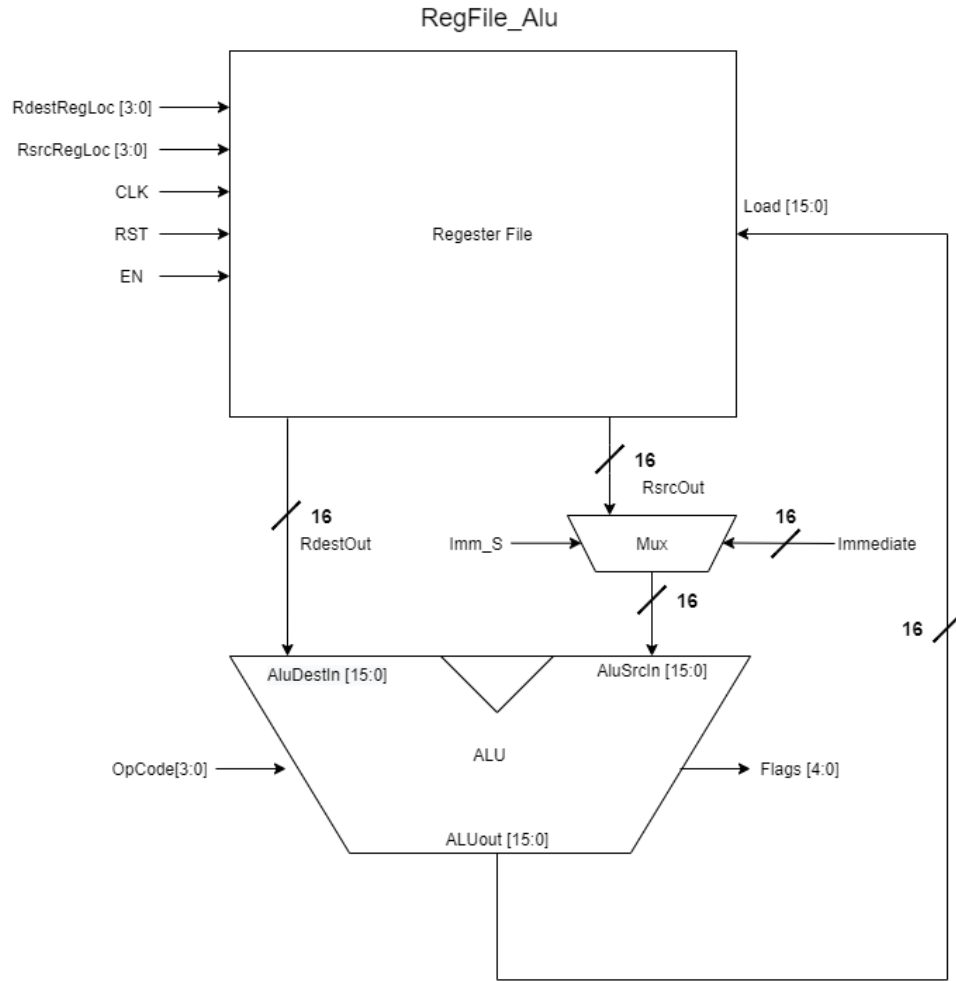 RegFile_Alu
RdestRegLoc [3:0]
RsrcRegLoc [3:0]
CLK
RST
EN
Regester File
Load [15:0]
16
RsrcOut
16
RdestOut
Imm_S
Mux
16
Immediate
16
16
AluDestIn [15:0]
AluSrcIn [15:0]
ALU
OpCode[3:0]
Flags [4:0]
ALUout [15:0]